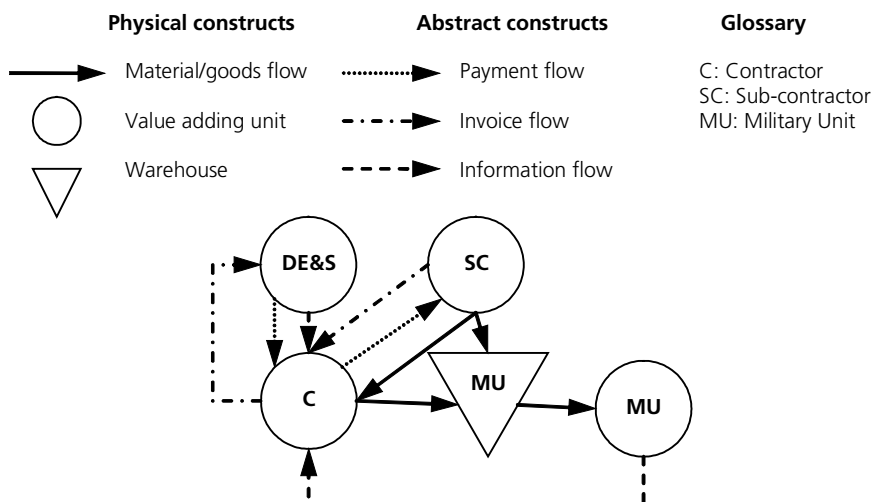 Physical constructs
Abstract constructs
Glossary
Material/goods flow
Payment flow
C: Contractor
SC: Sub-contractor
MU: Military Unit
Value adding unit
Invoice flow
Warehouse
Information flow
DE&S
SC
MU
C
MU